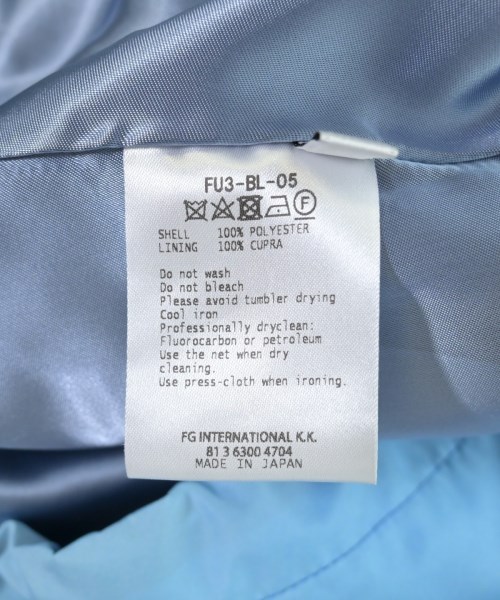 FU3-BL-05
F
SHELL 100% POLYESTER
LINING 100% CUPRA
Do not wash
Do not bleach
Please avoid tumbler drying
Cool iron
Professionally dryclean:
Fluorocarbon or petroleum
Use the net when dry
cleaning.
Use press-cloth when ironing.
FG INTERNATIONAL K.K.
81 3 6300 4704
MADE IN JAPAN